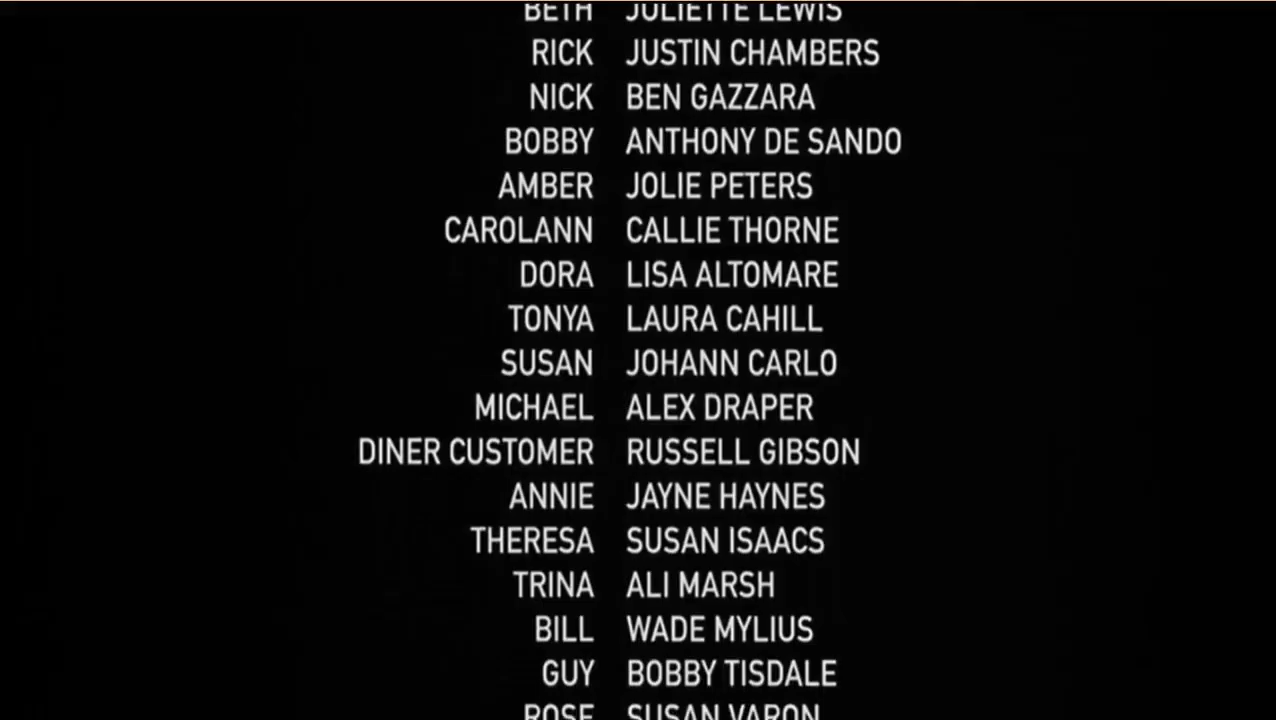 BETH JULIETTE LEWIS
RICK JUSTIN CHAMBERS
NICK BEN GAZZARA
BOBBY ANTHONY DE SANDO
AMBER JOLIE PETERS
CAROLANN CALLIE THORNE
DORA LISA ALTOMARE
TONYA LAURA CAHILL
SUSAN JOHANN CARLO
MICHAEL ALEX DRAPER
DINER CUSTOMER RUSSELL GIBSON
ANNIE JAYNE HAYNES
THERESA SUSAN ISAACS
TRINA ALI MARSH
BILL WADE MYLIUS
GUY BOBBY TISDALE
ROSE SUSAN VARON